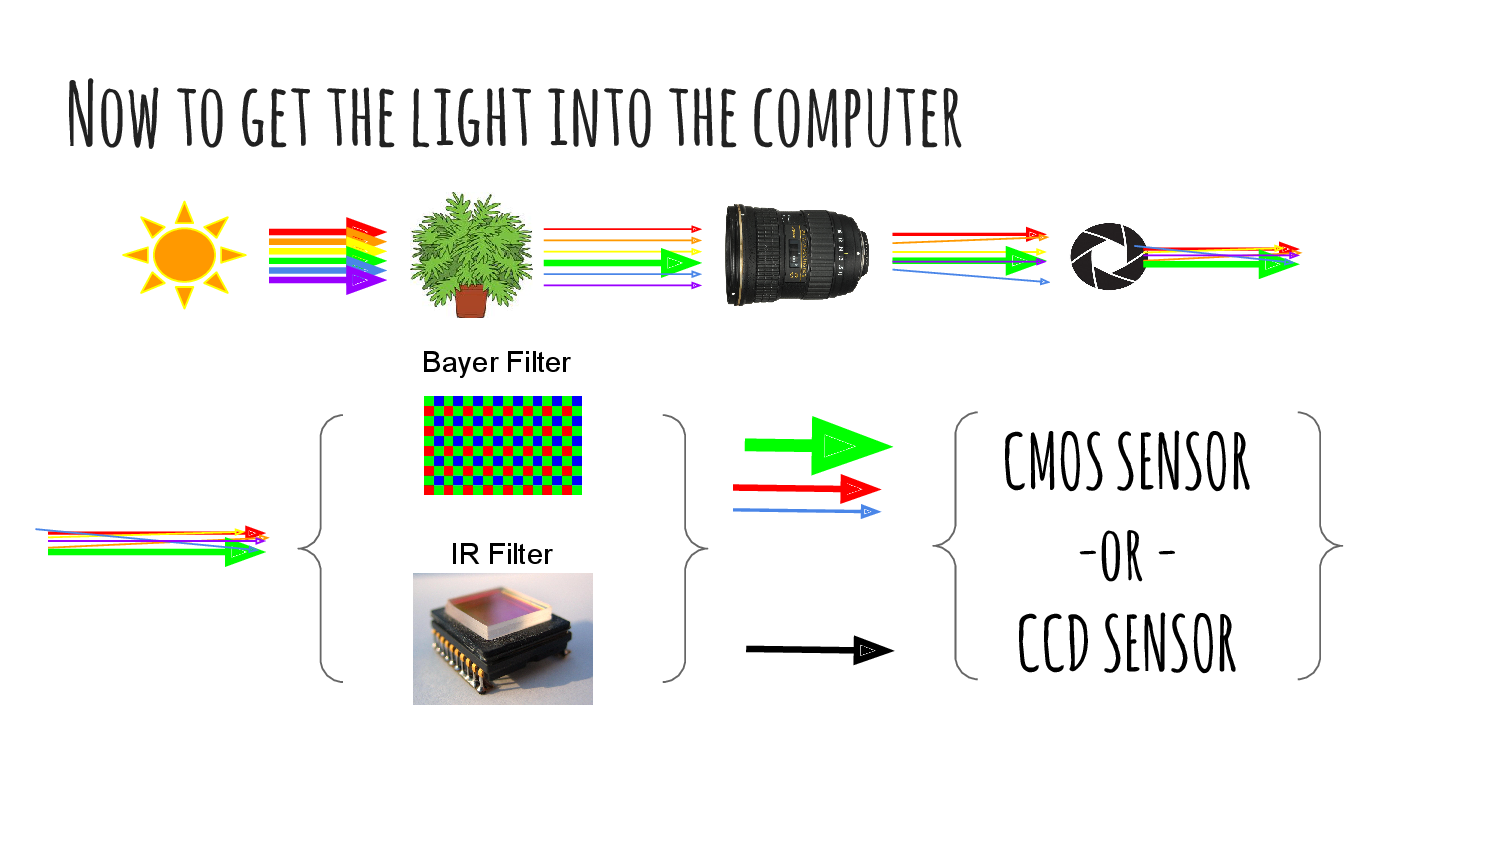 Now to get the light into the computer
Bayer Filter
IR Filter
CMOS SENSOR
- OR -
CCD SENSOR